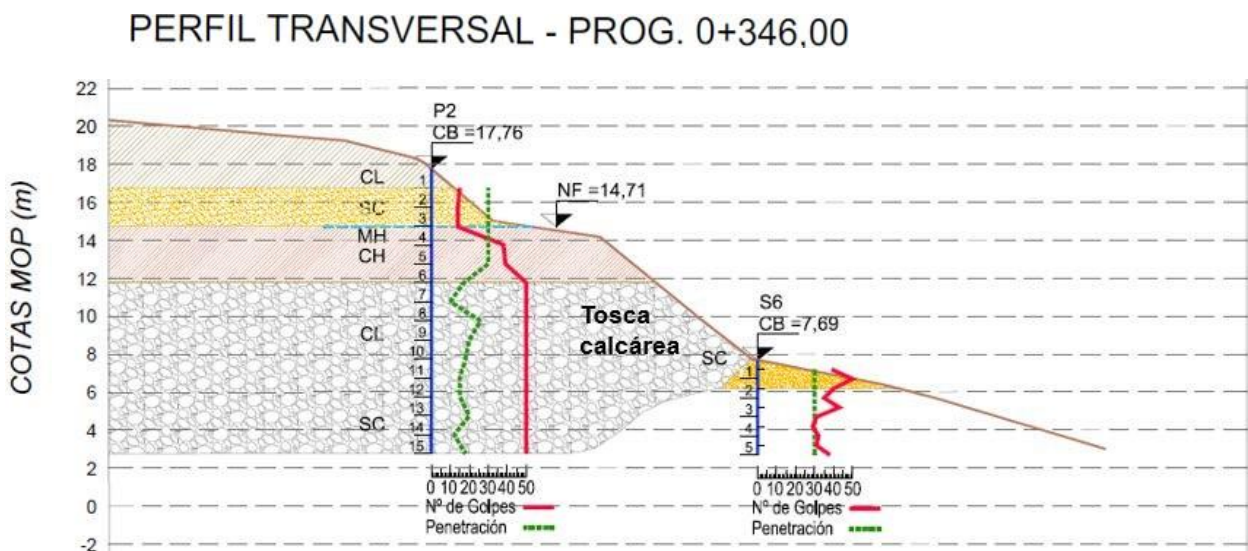 PERFIL TRANSVERSAL - PROG. 0+346,00
COTAS MOP (m)
22
20
18
16
14
12
10
8
6
4
2
0
-2
P2
CB =17,76
NF =14,71
S6
CB =7,69
CL
SC
MH
CH
CL
SC
Tosca
calcárea
SC
1
2
3
4
5
6
7
8
9
10
11
12
13
14
15
1
2
3
4
5
0 10 20 30 40 50
Nº de Golpes
Penetración
0 10 20 30 40 50
Nº de Golpes
Penetración